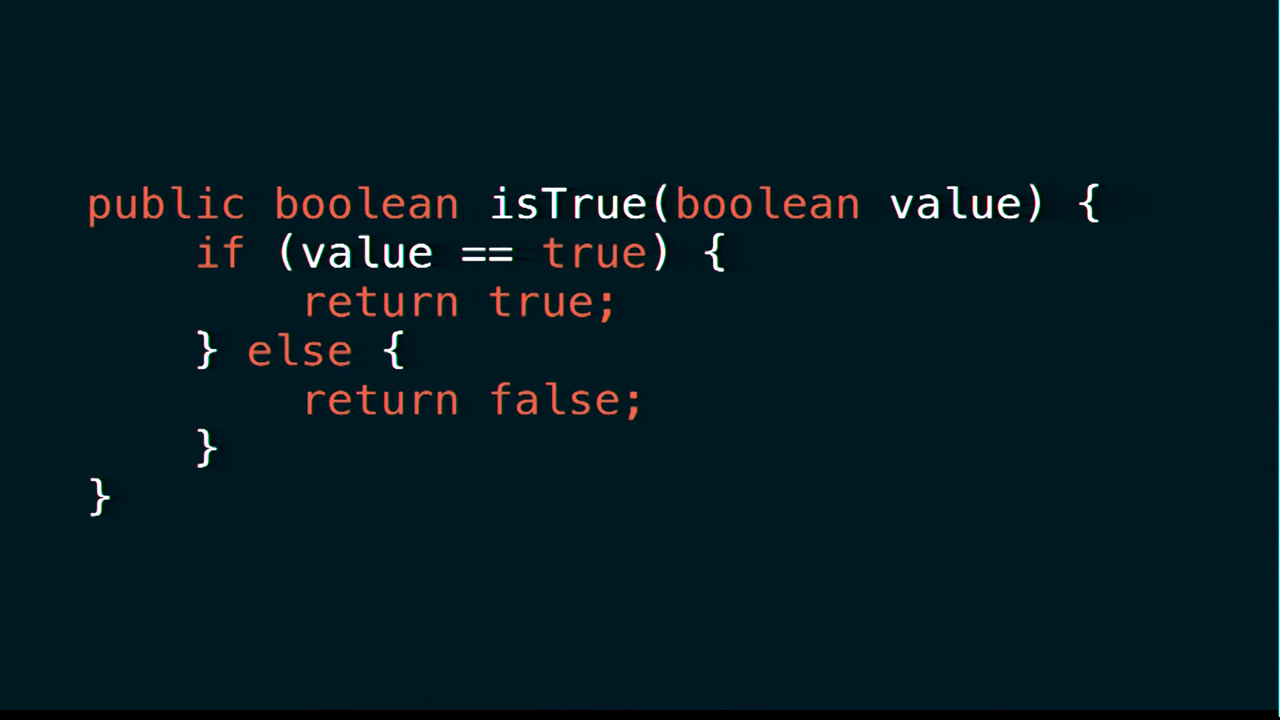 public boolean isTrue(boolean value) {
    if (value == true) {
        return true;
    } else {
        return false;
    }
}